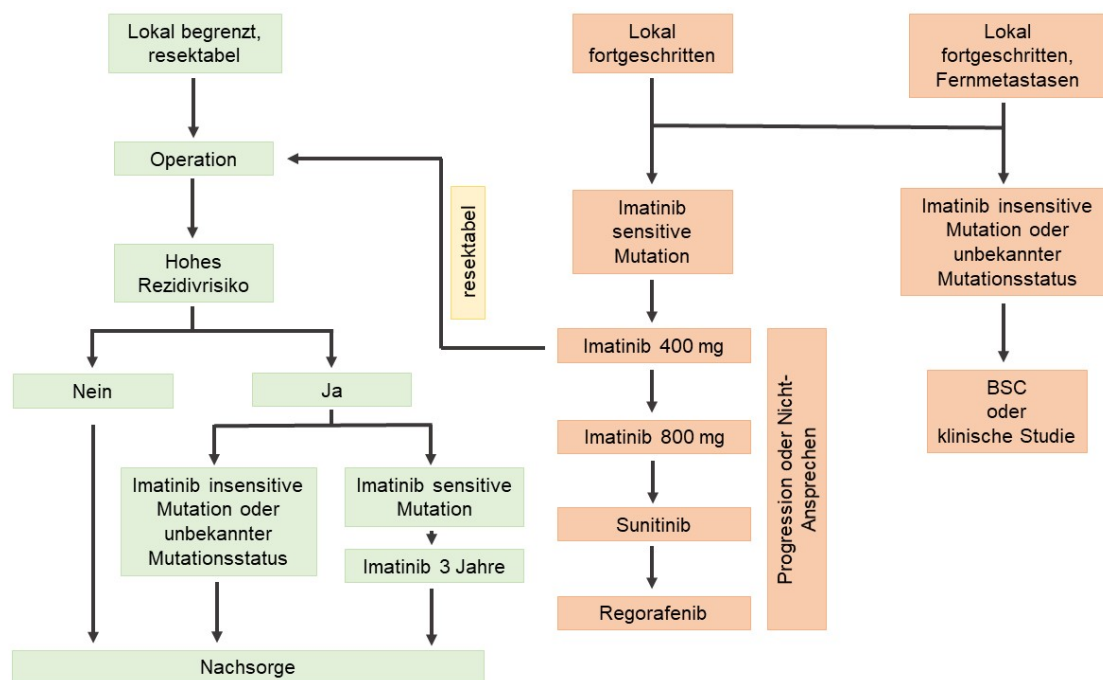 Lokal begrenzt,
resektabel
Operation
Hohes
Rezidivrisiko
Nein
Ja
Imatinib insensitive
Mutation oder
unbekannter
Mutationsstatus
Imatinib sensitive
Mutation
Imatinib 3 Jahre
Nachsorge
resektabel
Lokal
fortgeschritten
Imatinib
sensitive
Mutation
Imatinib 400 mg
Imatinib 800 mg
Sunitinib
Regorafenib
Progression oder Nicht-
Ansprechen
Lokal
fortgeschritten,
Fernmetastasen
Imatinib insensitive
Mutation oder
unbekannter
Mutationsstatus
BSC
oder
klinische Studie